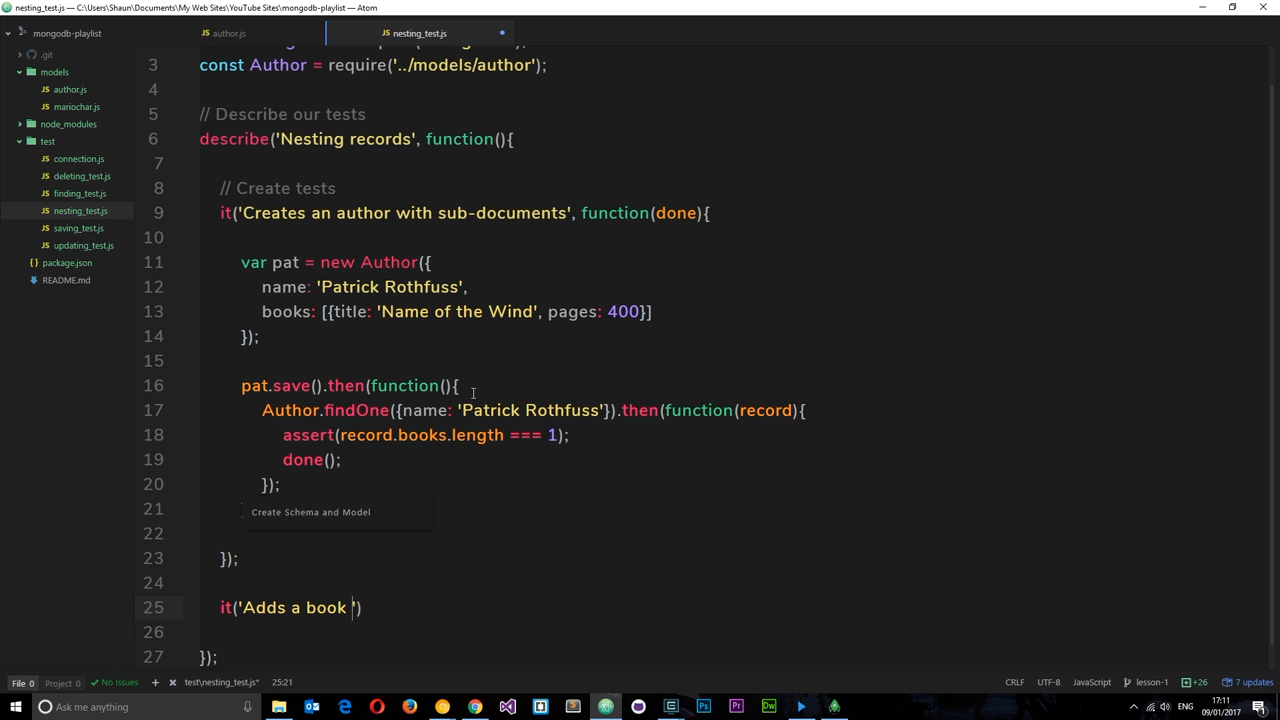 nesting_test.js — C:\Users\Shaun\Documents\My Web Sites\YouTube Sites\mongodb-playlist — Atom
mongodb-playlist
author.js
nesting_test.js
.git
models
author.js
mariochar.js
node_modules
test
connection.js
deleting_test.js
finding_test.js
nesting_test.js
saving_test.js
updating_test.js
package.json
README.md
3 const Author = require('../models/author');
4
5 // Describe our tests
6 describe('Nesting records', function(){
7
8 // Create tests
9 it('Creates an author with sub-documents', function(done){
10
11 var pat = new Author({
12 name: 'Patrick Rothfuss',
13 books: [{title: 'Name of the Wind', pages: 400}]
14 });
15
16 pat.save().then(function(){
17 Author.findOne({name: 'Patrick Rothfuss'}).then(function(record){
18 assert(record.books.length === 1);
19 done();
20 });
21
Create Schema and Model
22
23 });
24
25 it('Adds a book ')
26
27 });
File 0 Project 0 No Issues + test\nesting_test.js* 25:21 CRLF UTF-8 JavaScript lesson-1 +26 7 updates
Ask me anything
ENG 17:11 09/01/2017